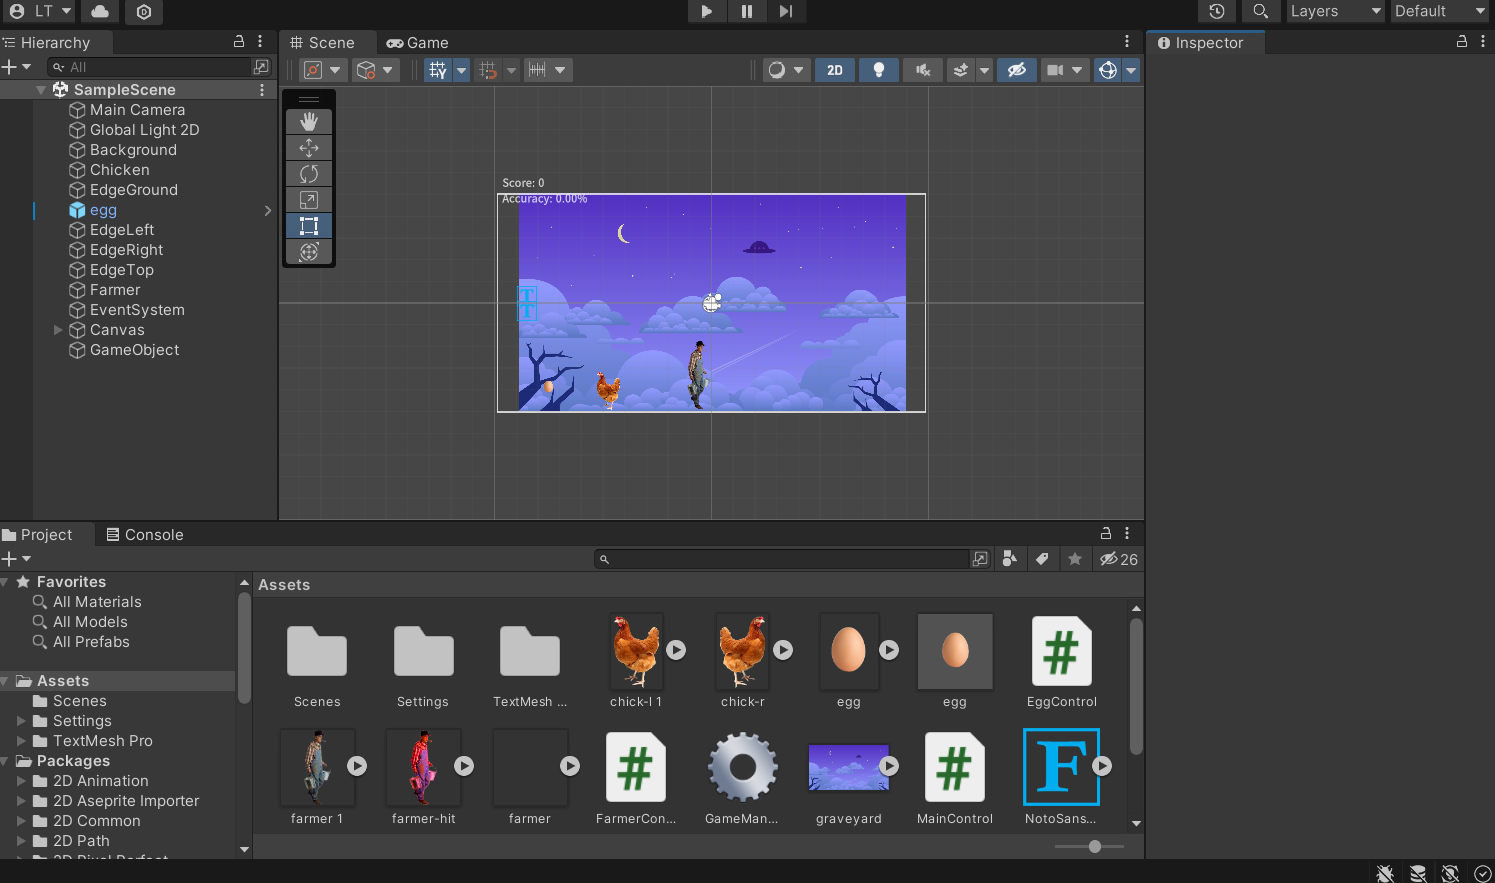 LT
Layers
Default
Hierarchy
Scene
Game
Inspector
All
2D
SampleScene
Main Camera
Global Light 2D
Background
Chicken
EdgeGround
egg
EdgeLeft
EdgeRight
EdgeTop
Farmer
EventSystem
Canvas
GameObject
Score: 0
Accuracy: 0.00%
T
T
Project
Console
26
Favorites
All Materials
All Models
All Prefabs
Assets
Scenes
Settings
TextMesh Pro
Packages
2D Animation
2D Aseprite Importer
2D Common
2D Path
2D Pixel Perfect
Assets
Scenes
Settings
TextMesh ...
chick-l 1
chick-r
egg
egg
#
EggControl
farmer 1
farmer-hit
farmer
#
FarmerCon...
GameMan...
graveyard
#
MainControl
F
NotoSans...